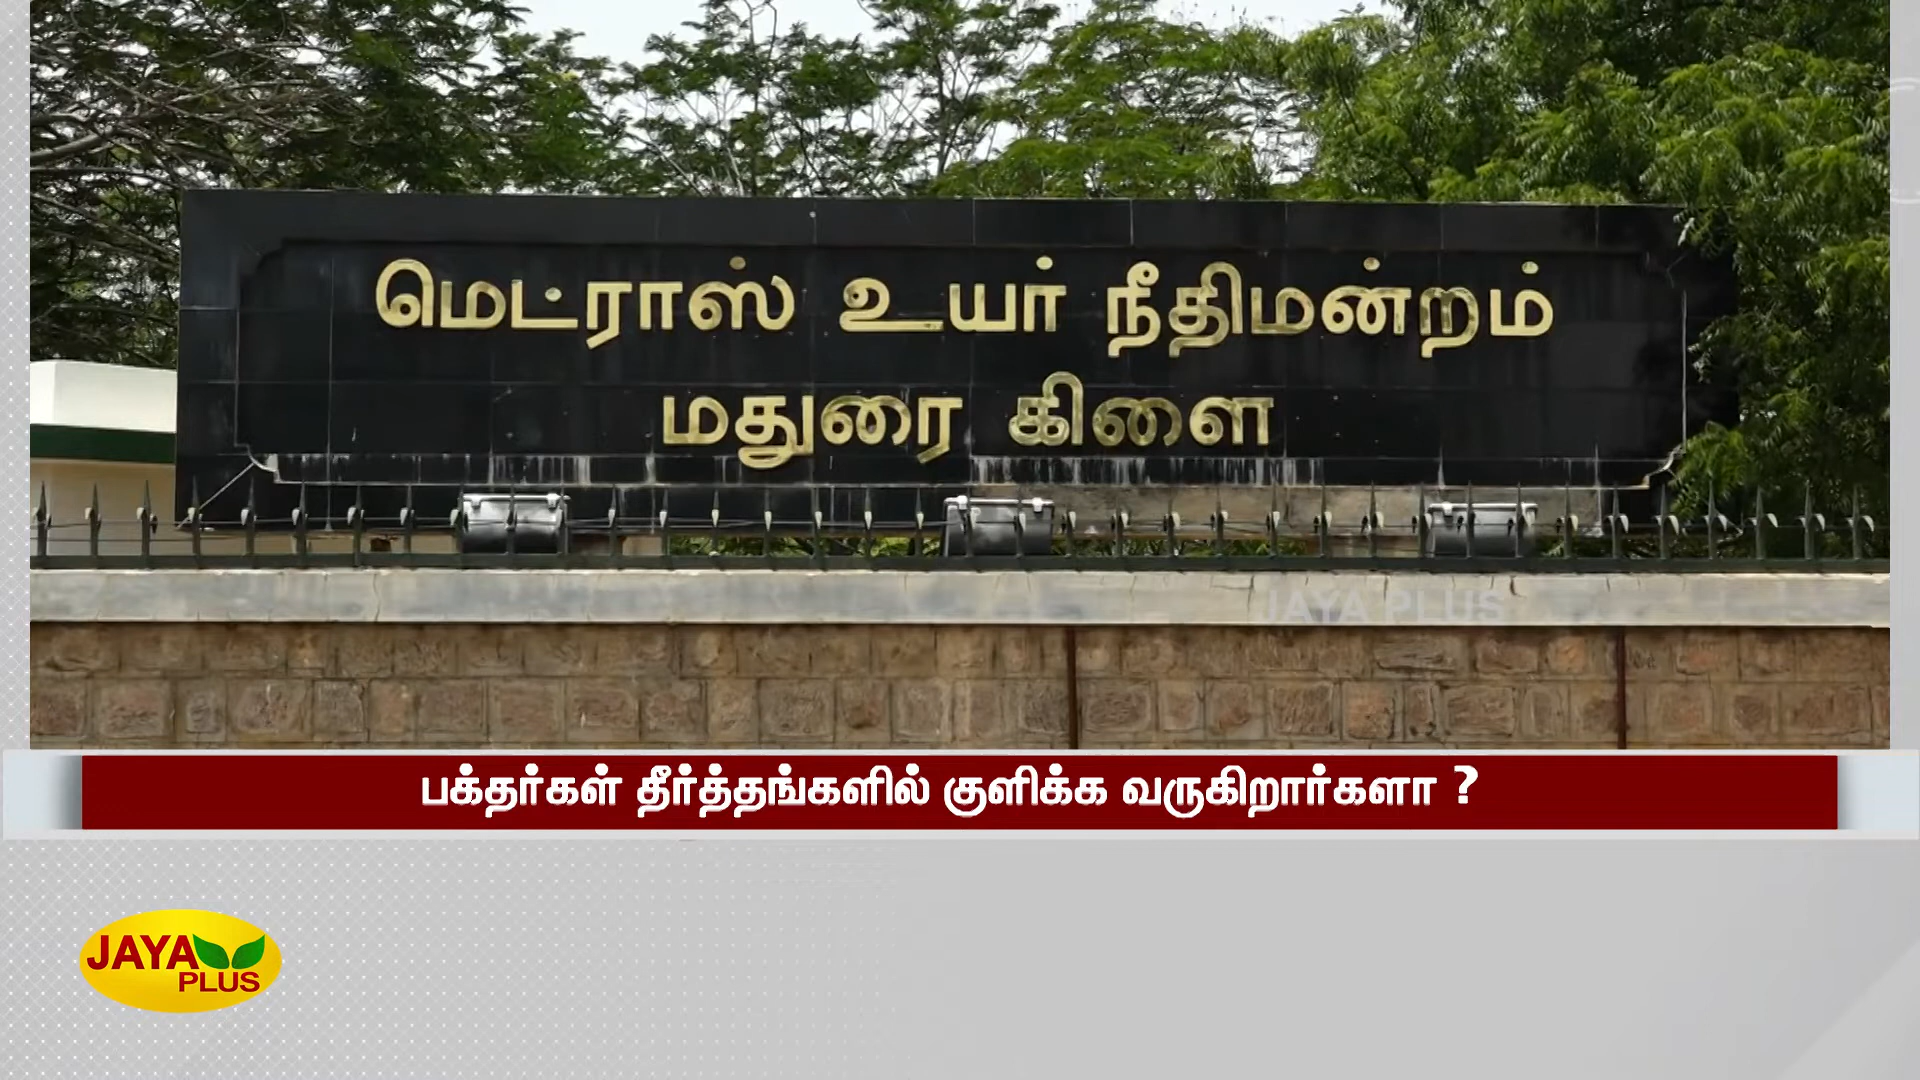 மெட்ராஸ் உயர் நீதிமன்றம்
மதுரை கிளை
JAYA PLUS
பக்தர்கள் தீர்த்தங்களில் குளிக்க வருகிறார்களா ?
JAYA
PLUS